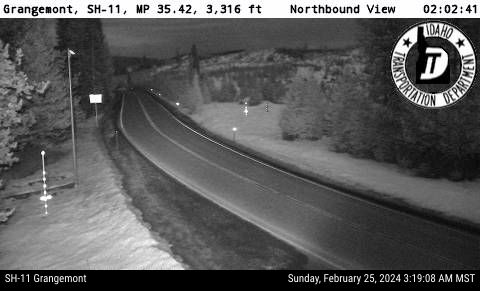 Grangemont, SH-11, MP 35.42, 3,316 ft Northbound View 02:02:41
IDAHO
TRANSPORTATION DEPARTMENT
SH-11 Grangemont Sunday, February 25, 2024 3:19:08 AM MST